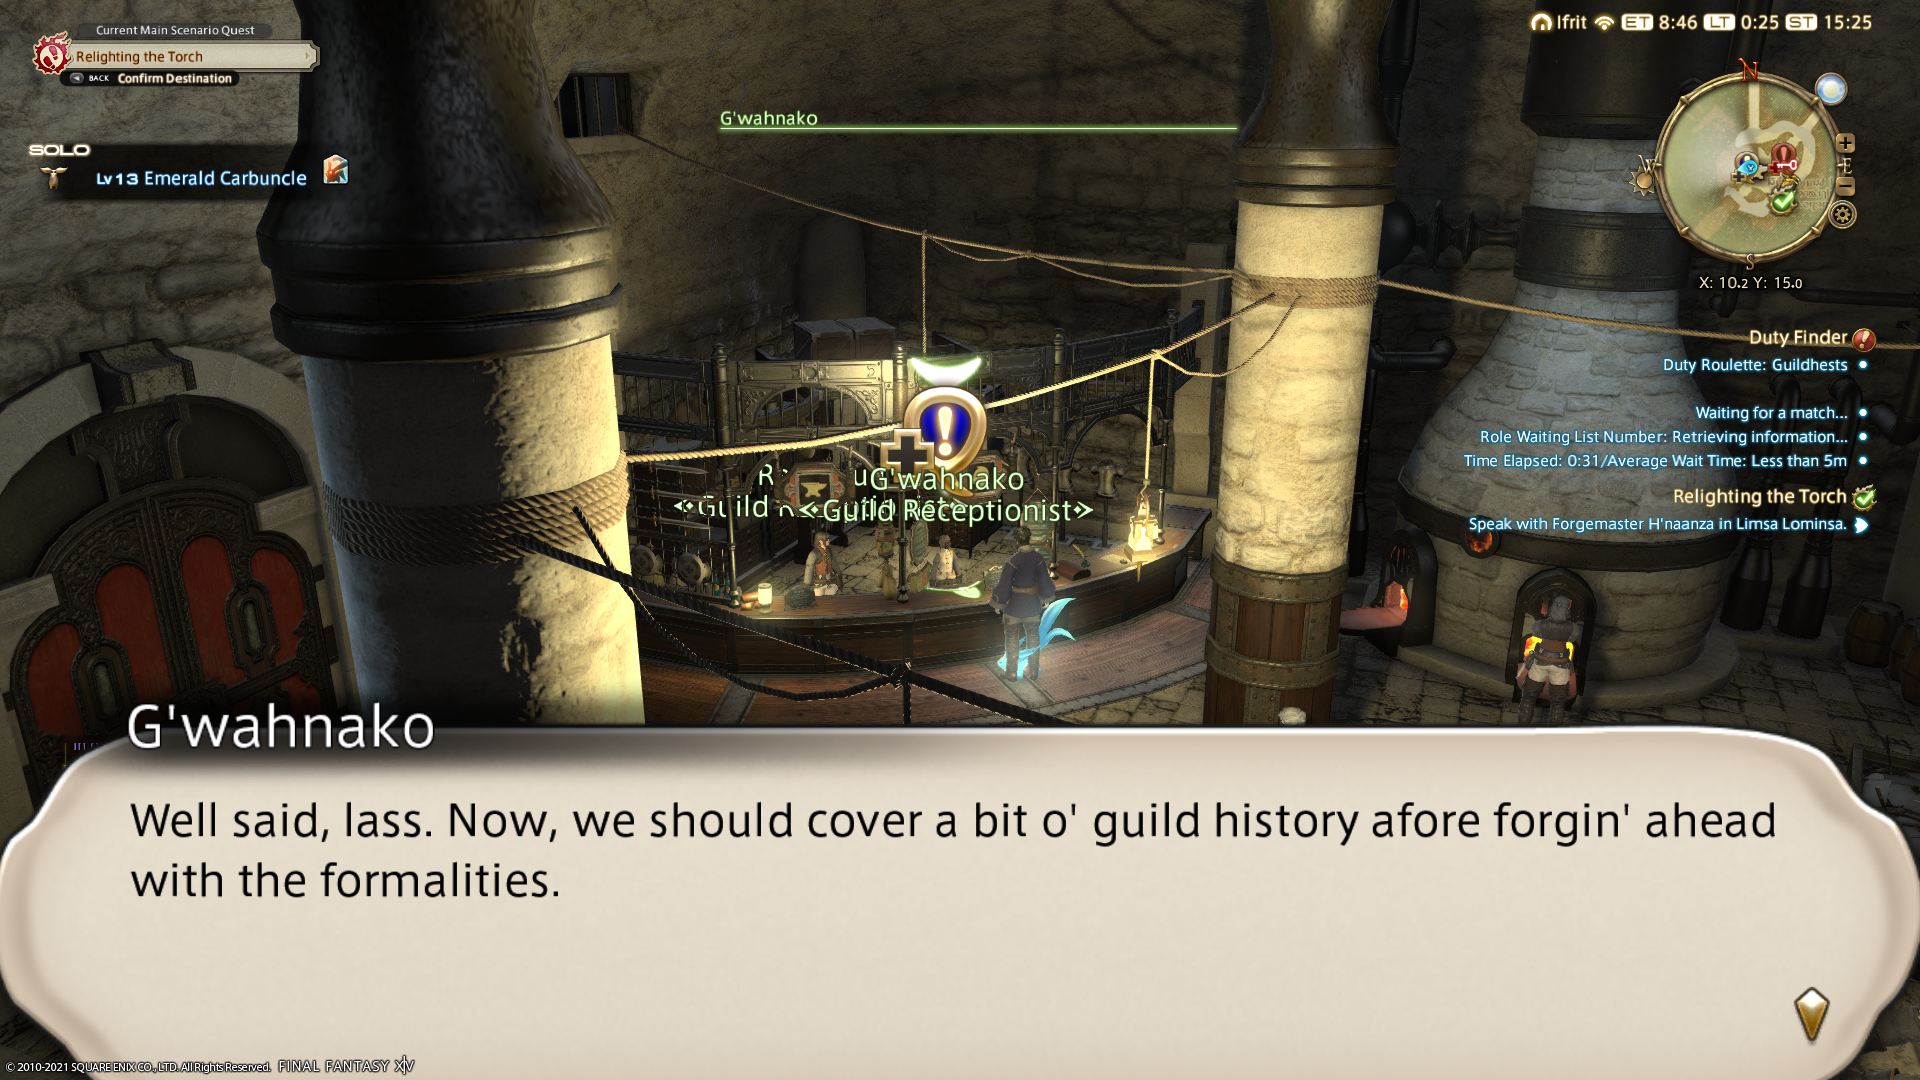 Current Main Scenario Quest
Relighting the Torch
BACK Confirm Destination
Ifrit ET 8:46 LT 0:25 ST 15:25
SOLO
Lv13 Emerald Carbuncle
G'wahnako
N
W
E
S
X: 10.2 Y: 15.0
Duty Finder
Duty Roulette: Guildhests
Waiting for a match...
Role Waiting List Number: Retrieving information...
Time Elapsed: 0:31/Average Wait Time: Less than 5m
Relighting the Torch
Speak with Forgemaster H'naanza in Limsa Lominsa.
G'wahnako
Guild Receptionist
G'wahnako
Well said, lass. Now, we should cover a bit o' guild history afore forgin' ahead
with the formalities.
© 2010-2021 SQUARE ENIX CO., LTD. All Rights Reserved. FINAL FANTASY XIV